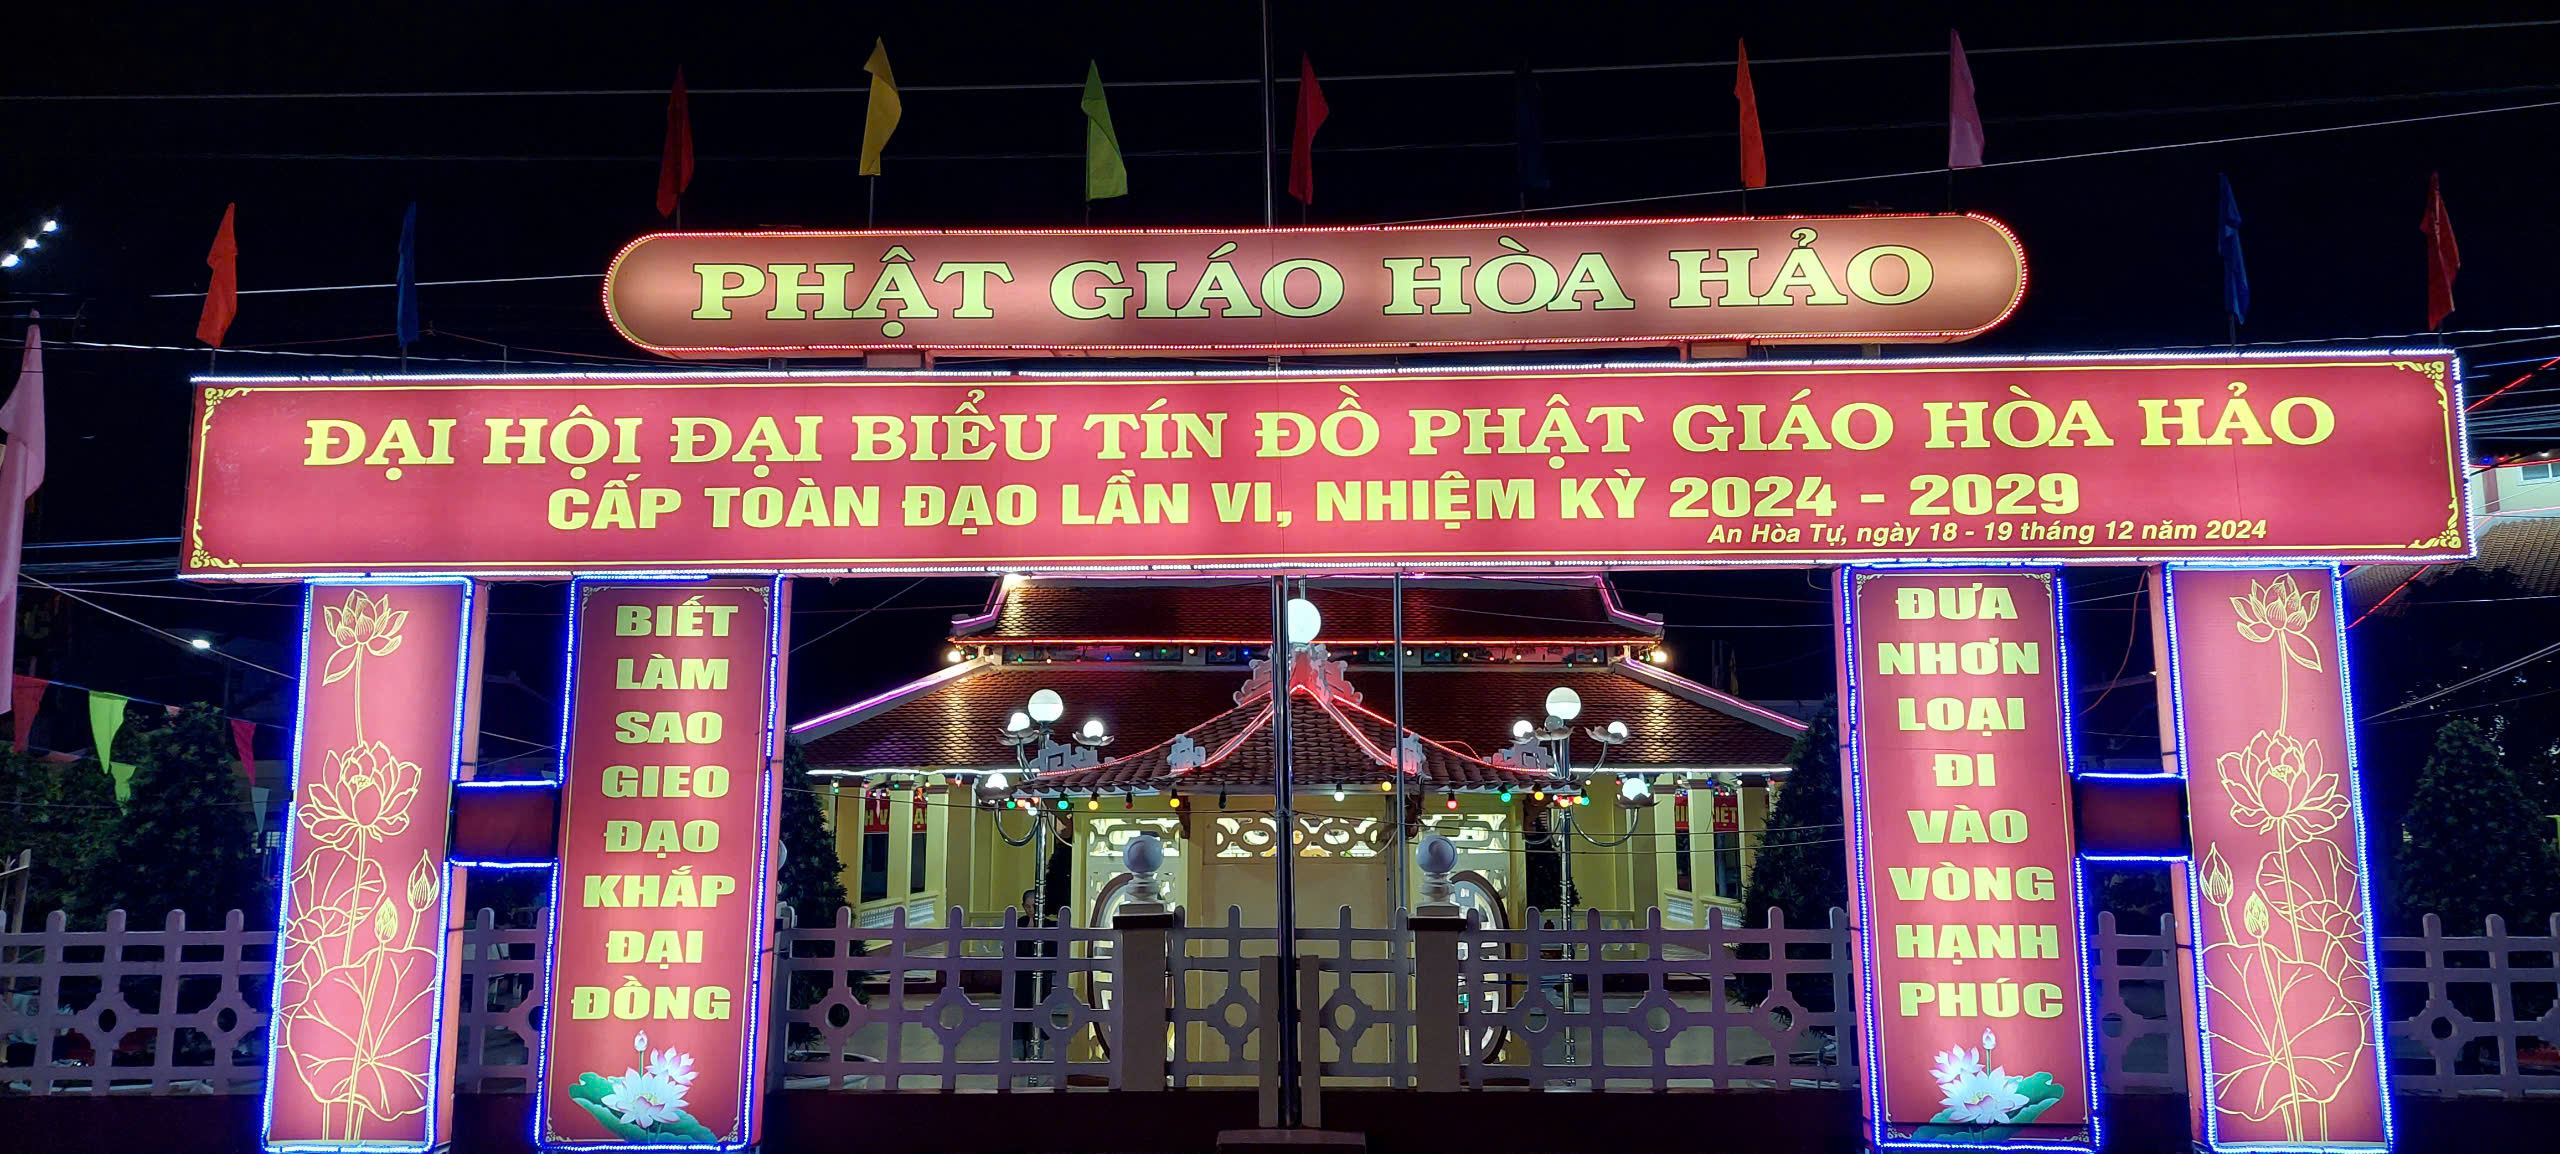 PHẬT GIÁO HÒA HẢO
ĐẠI HỘI ĐẠI BIỂU TÍN ĐỒ PHẬT GIÁO HÒA HẢO
CẤP TOÀN ĐẠO LẦN VI, NHIỆM KỲ 2024 - 2029
An Hòa Tự, ngày 18 - 19 tháng 12 năm 2024
BIẾT
LÀM
SAO
GIEO
ĐẠO
KHẮP
ĐẠI
ĐỒNG
ĐƯA
NHƠN
LOẠI
ĐI
VÀO
VÒNG
HẠNH
PHÚC